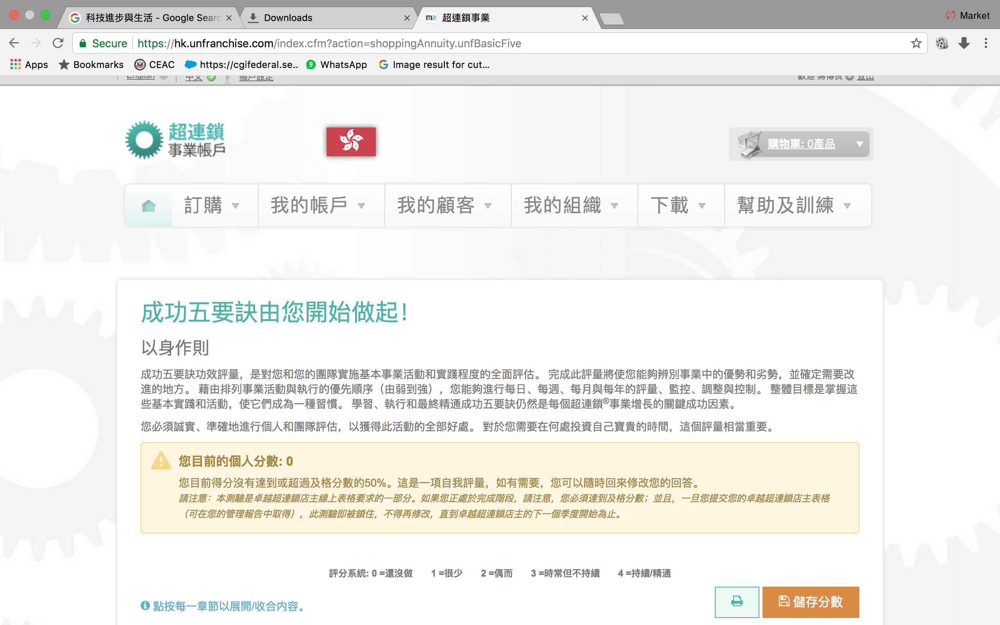 科技進步與生活 - Google Searc
Downloads
超連鎖事業
Market
Secure
https://hk.unfranchise.com/index.cfm?action=shoppingAnnuity.unfBasicFive
Apps
Bookmarks
CEAC
https://cgifederal.se...
WhatsApp
Image result for cut...
English
中文
帳戶設定
登出
超連鎖
事業帳戶
購物車: 0產品
訂購
我的帳戶
我的顧客
我的組織
下載
幫助及訓練
成功五要訣由您開始做起!
以身作則
成功五要訣功效評量，是對您和您的團隊實施基本事業活動和實踐程度的全面評估。 完成此評量將使您能夠辨別事業中的優勢和劣勢，並確定需要改
進的地方。 藉由排列事業活動與執行的優先順序（由弱到強），您能夠進行每日、每週、每月與每年的評量、監控、調整與控制。 整體目標是掌握這
些基本實踐和活動，使它們成為一種習慣。 學習、執行和最終精通成功五要訣仍然是每個超連鎖®事業增長的關鍵成功因素。
您必須誠實、準確地進行個人和團隊評估，以獲得此活動的全部好處。 對於您需要在何處投資自己寶貴的時間，這個評量相當重要。
您目前的個人分數: 0
您目前得分沒有達到或超過及格分數的50%。這是一項自我評量，如有需要，您可以隨時回來修改您的回答。
請注意：本測驗是卓越超連鎖店主線上表格要求的一部分。如果您正處於完成階段，請注意，您必須達到及格分數；並且，一旦您提交您的卓越超連鎖店主表格
（可在您的管理報告中取得），此測驗即被鎖住，不得再修改，直到卓越超連鎖店主的下一個季度開始為止。
評分系統: 0 =還沒做 1 =很少 2 =偶而 3 =時常但不持續 4 =持續/精通
點按每一章節以展開/收合內容。
儲存分數